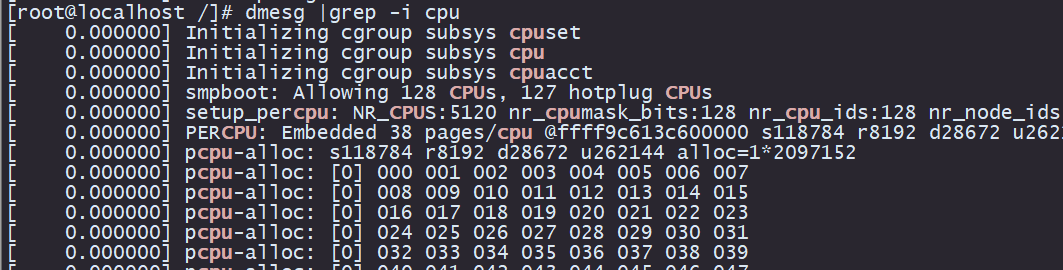 [root@localhost /]# dmesg |grep -i cpu
[    0.000000] Initializing cgroup subsys cpuset
[    0.000000] Initializing cgroup subsys cpu
[    0.000000] Initializing cgroup subsys cpuacct
[    0.000000] smpboot: Allowing 128 CPUs, 127 hotplug CPUs
[    0.000000] setup_percpu: NR_CPUS:5120 nr_cpumask_bits:128 nr_cpu_ids:128 nr_node_ids
[    0.000000] PERCPU: Embedded 38 pages/cpu @ffff9c613c600000 s118784 r8192 d28672 u262
[    0.000000] pcpu-alloc: s118784 r8192 d28672 u262144 alloc=1*2097152
[    0.000000] pcpu-alloc: [0] 000 001 002 003 004 005 006 007
[    0.000000] pcpu-alloc: [0] 008 009 010 011 012 013 014 015
[    0.000000] pcpu-alloc: [0] 016 017 018 019 020 021 022 023
[    0.000000] pcpu-alloc: [0] 024 025 026 027 028 029 030 031
[    0.000000] pcpu-alloc: [0] 032 033 034 035 036 037 038 039